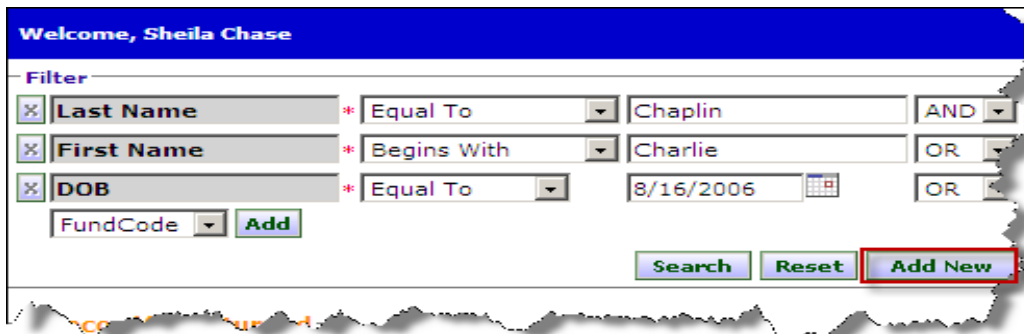 Welcome, Sheila Chase
Filter
Last Name * Equal To Chaplin AND
First Name * Begins With Charlie OR
DOB * Equal To 8/16/2006 OR
FundCode Add
Search Reset Add New